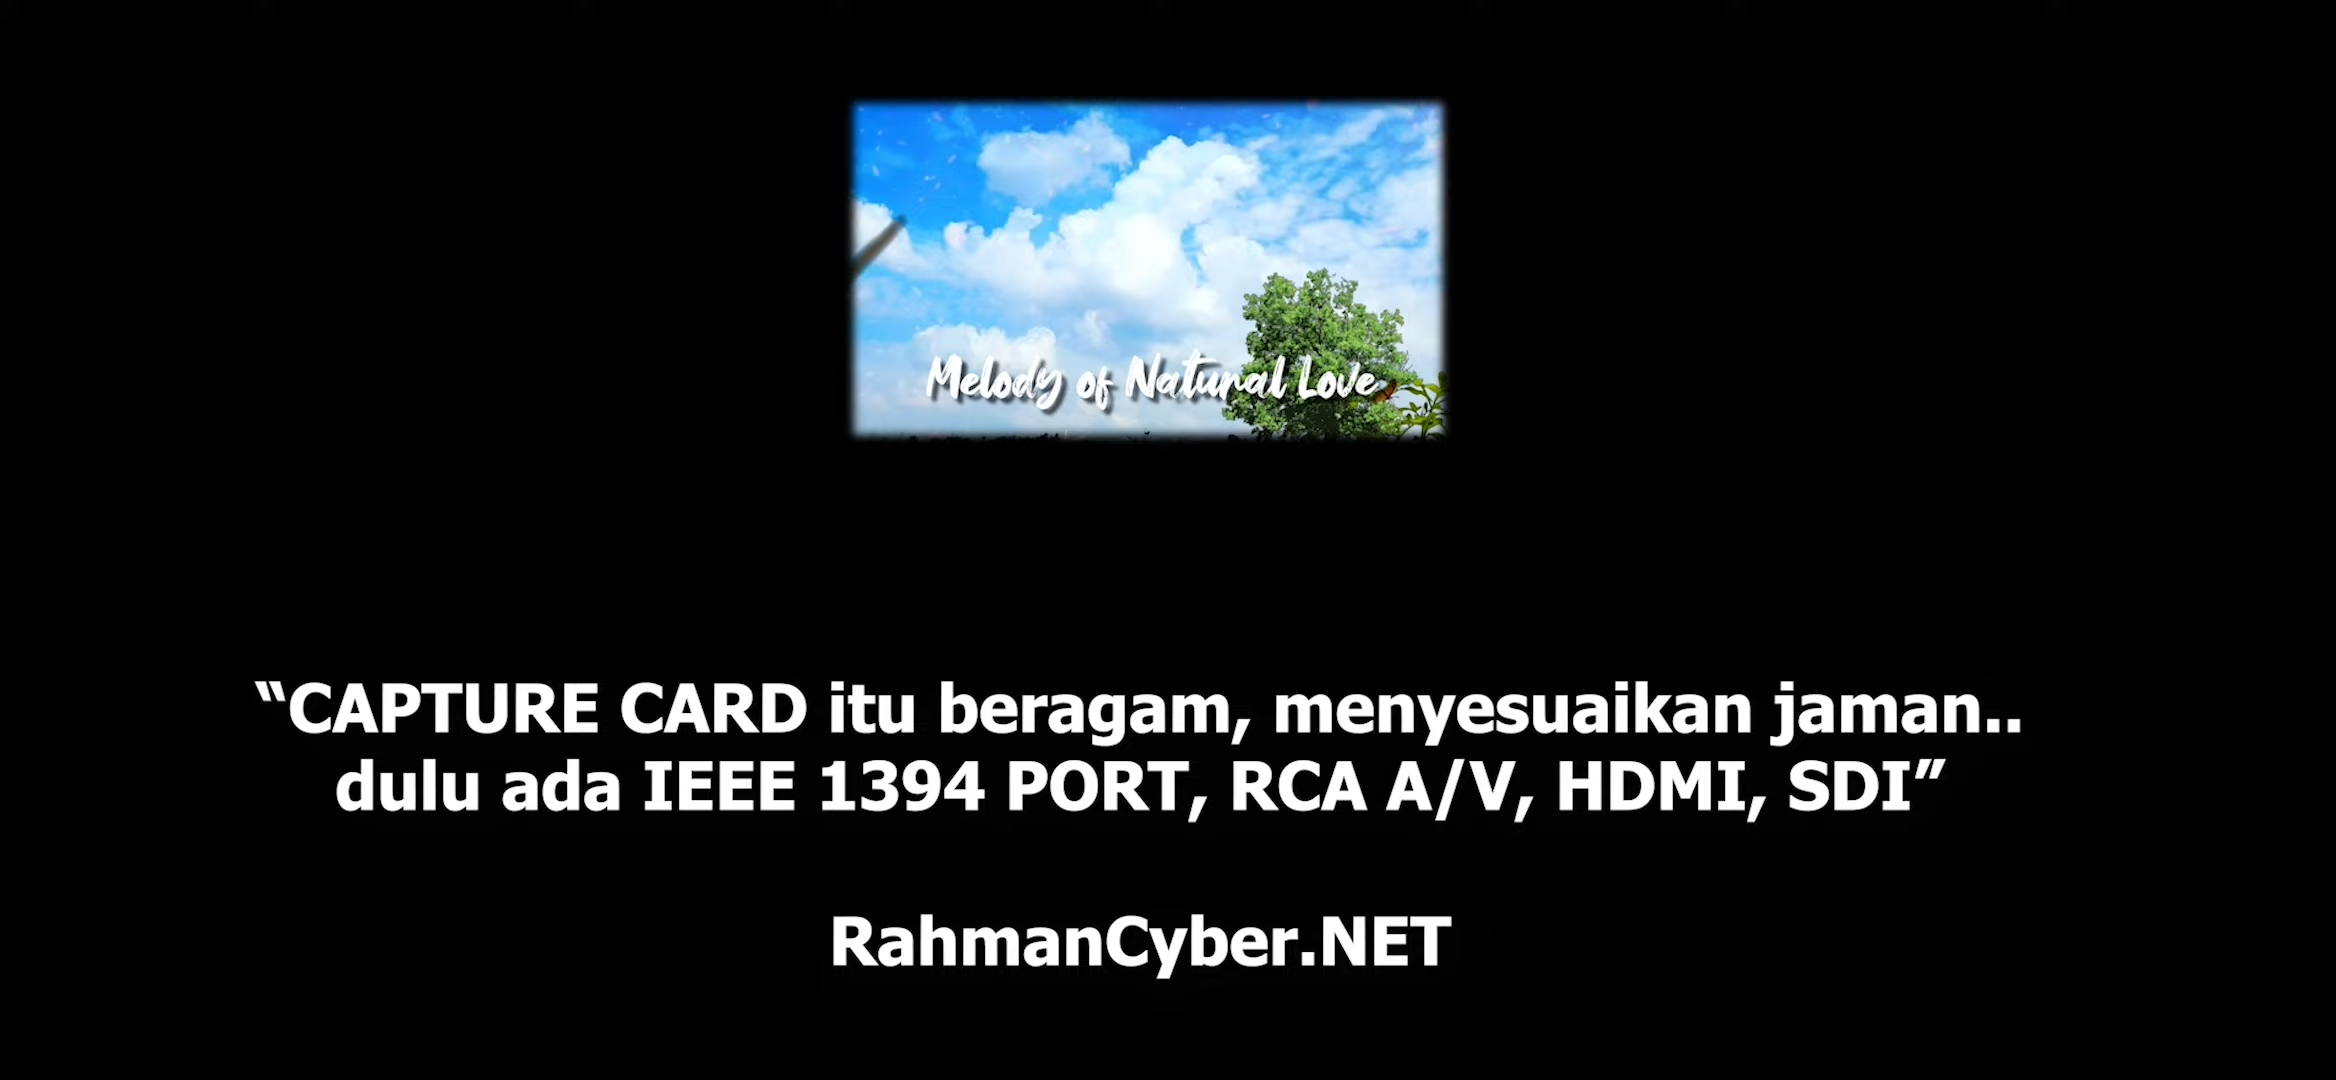 Melody of Natural Love
“CAPTURE CARD itu beragam, menyesuaikan jaman..
dulu ada IEEE 1394 PORT, RCA A/V, HDMI, SDI”
RahmanCyber.NET